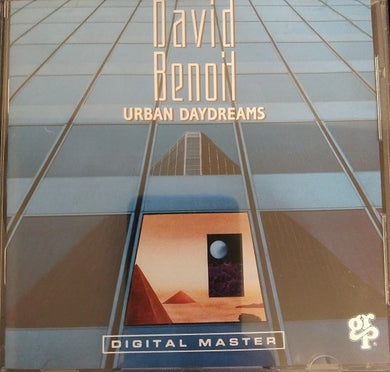 David
Benoit
URBAN DAYDREAMS
DIGITAL MASTER
grp